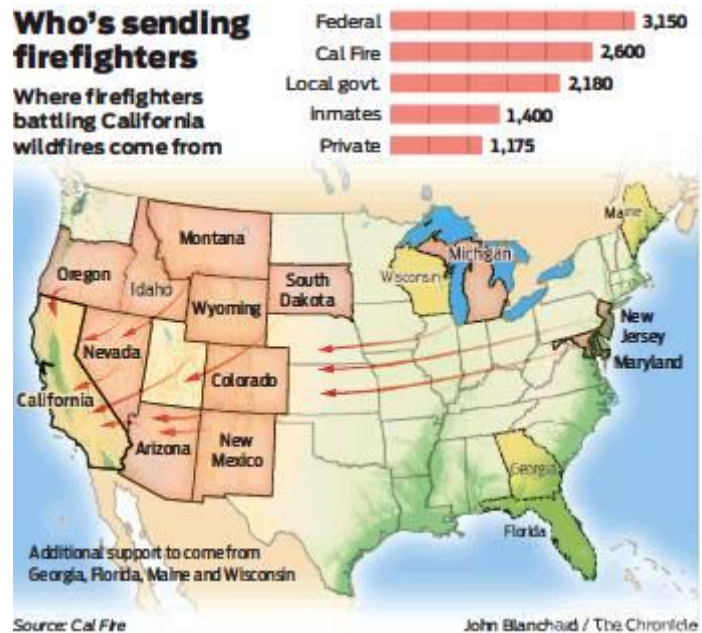 Who's sending
firefighters
Where firefighters
battling California
wildfires come from
Federal 3,150
Cal Fire 2,600
Local govt. 2,180
Inmates 1,400
Private 1,175
Maine
Montana
Michigan
Oregon
Wisconsin
Idaho
South
Dakota
Wyoming
New
Jersey
Nevada
Maryland
Colorado
California
Arizona
New
Mexico
Georgia
Florida
Additional support to come from
Georgia, Florida, Maine and Wisconsin
Source: Cal Fire
John Blanchard / The Chronicle